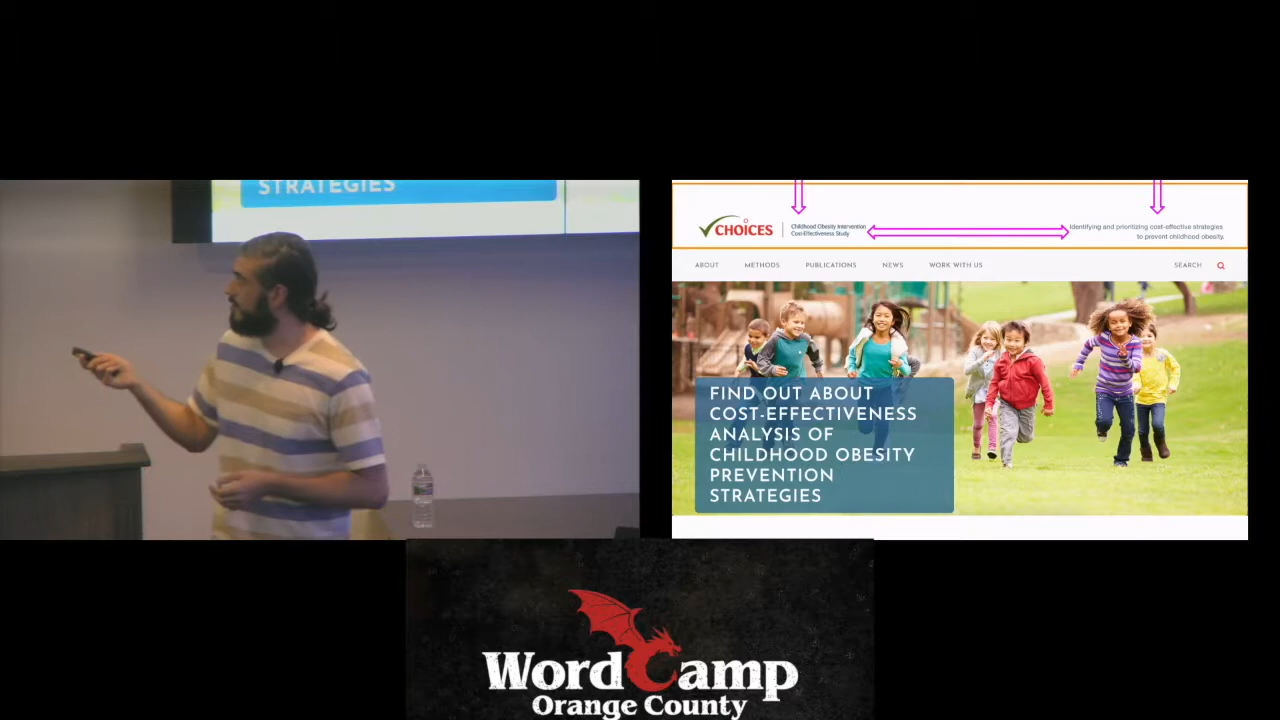 STRATEGIES
CHOICES
Childhood Obesity Intervention
Cost-Effectiveness Study
Identifying and prioritizing cost-effective strategies
to prevent childhood obesity.
ABOUT METHODS PUBLICATIONS NEWS WORK WITH US SEARCH
FIND OUT ABOUT
COST-EFFECTIVENESS
ANALYSIS OF
CHILDHOOD OBESITY
PREVENTION
STRATEGIES
WordCamp
Orange County